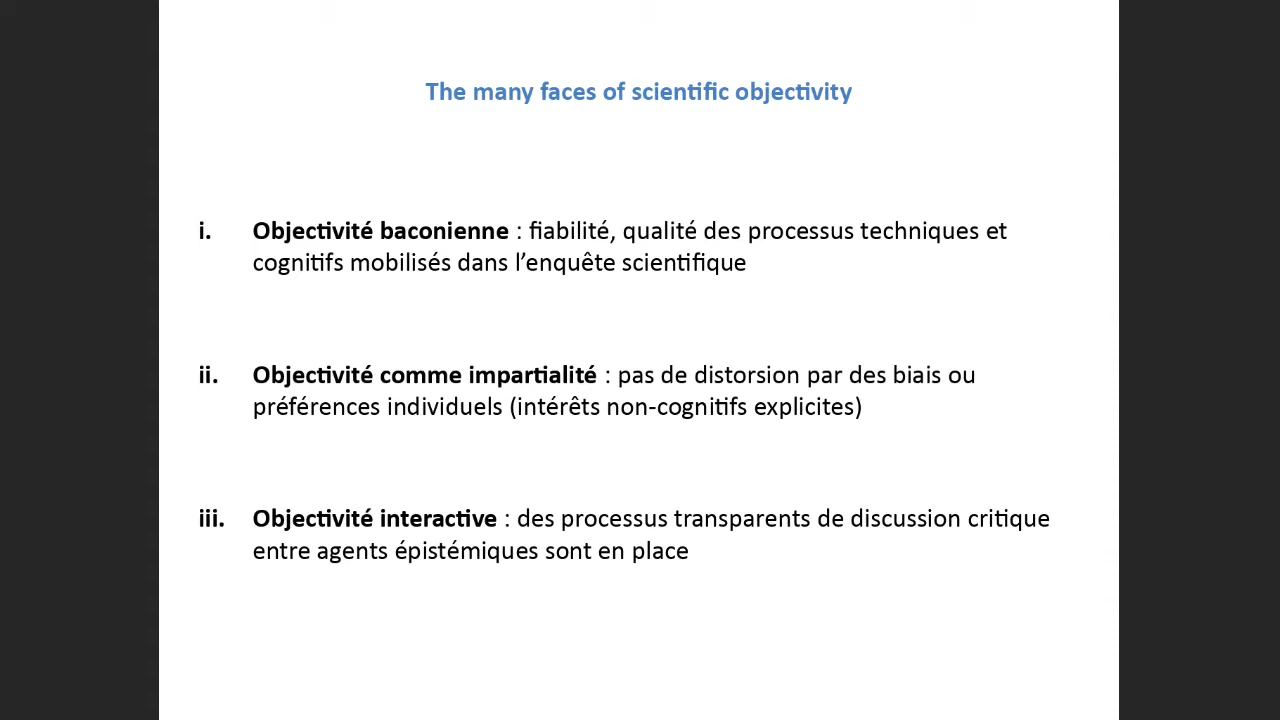 The many faces of scientific objectivity
i. Objectivité baconienne : fiabilité, qualité des processus techniques et
cognitifs mobilisés dans l’enquête scientifique
ii. Objectivité comme impartialité : pas de distorsion par des biais ou
préférences individuels (intérêts non-cognitifs explicites)
iii. Objectivité interactive : des processus transparents de discussion critique
entre agents épistémiques sont en place